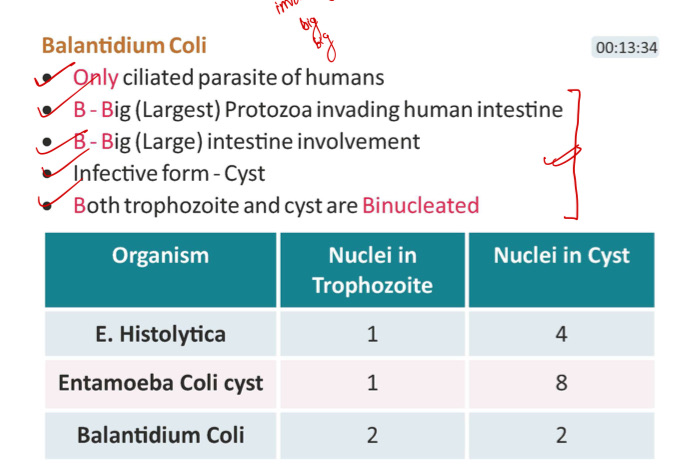 invo
big
big
Balantidium Coli
00:13:34
• Only ciliated parasite of humans
• B - Big (Largest) Protozoa invading human intestine
• B - Big (Large) intestine involvement
• Infective form - Cyst
• Both trophozoite and cyst are Binucleated
Organism Nuclei in Trophozoite Nuclei in Cyst
E. Histolytica 1 4
Entamoeba Coli cyst 1 8
Balantidium Coli 2 2